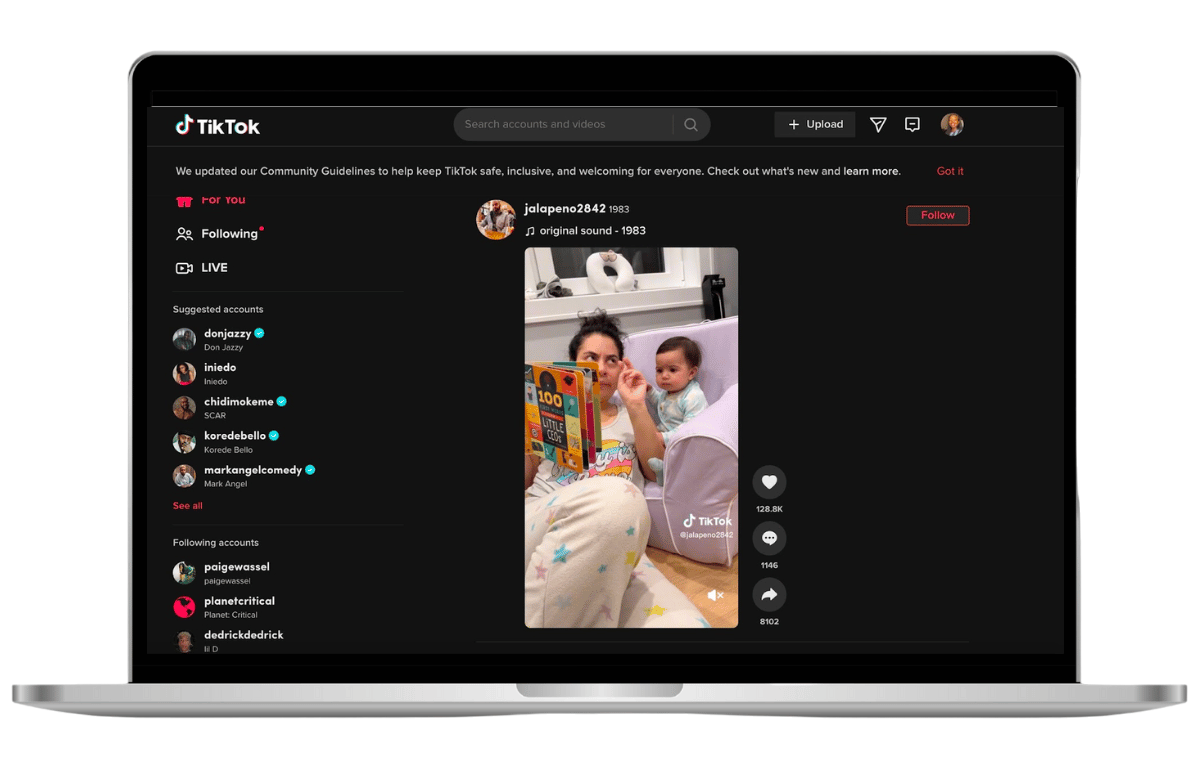 TikTok
Search accounts and videos
+ Upload
We updated our Community Guidelines to help keep TikTok safe, inclusive, and welcoming for everyone. Check out what's new and learn more.
Got it
For You
Following
LIVE
Suggested accounts
donjazzy
Don Jazzy
iniedo
Iniedo
chidimokeme
SCAR
koredebello
Korede Bello
markangelcomedy
Mark Angel
See all
Following accounts
paigewassel
paigewassel
planetcritical
Planet: Critical
dedrickdedrick
lil D
jalapeno2842 1983
original sound - 1983
Follow
100
LITTLE
CEOs
TikTok
@jalapeno2842
128.8K
1146
8102